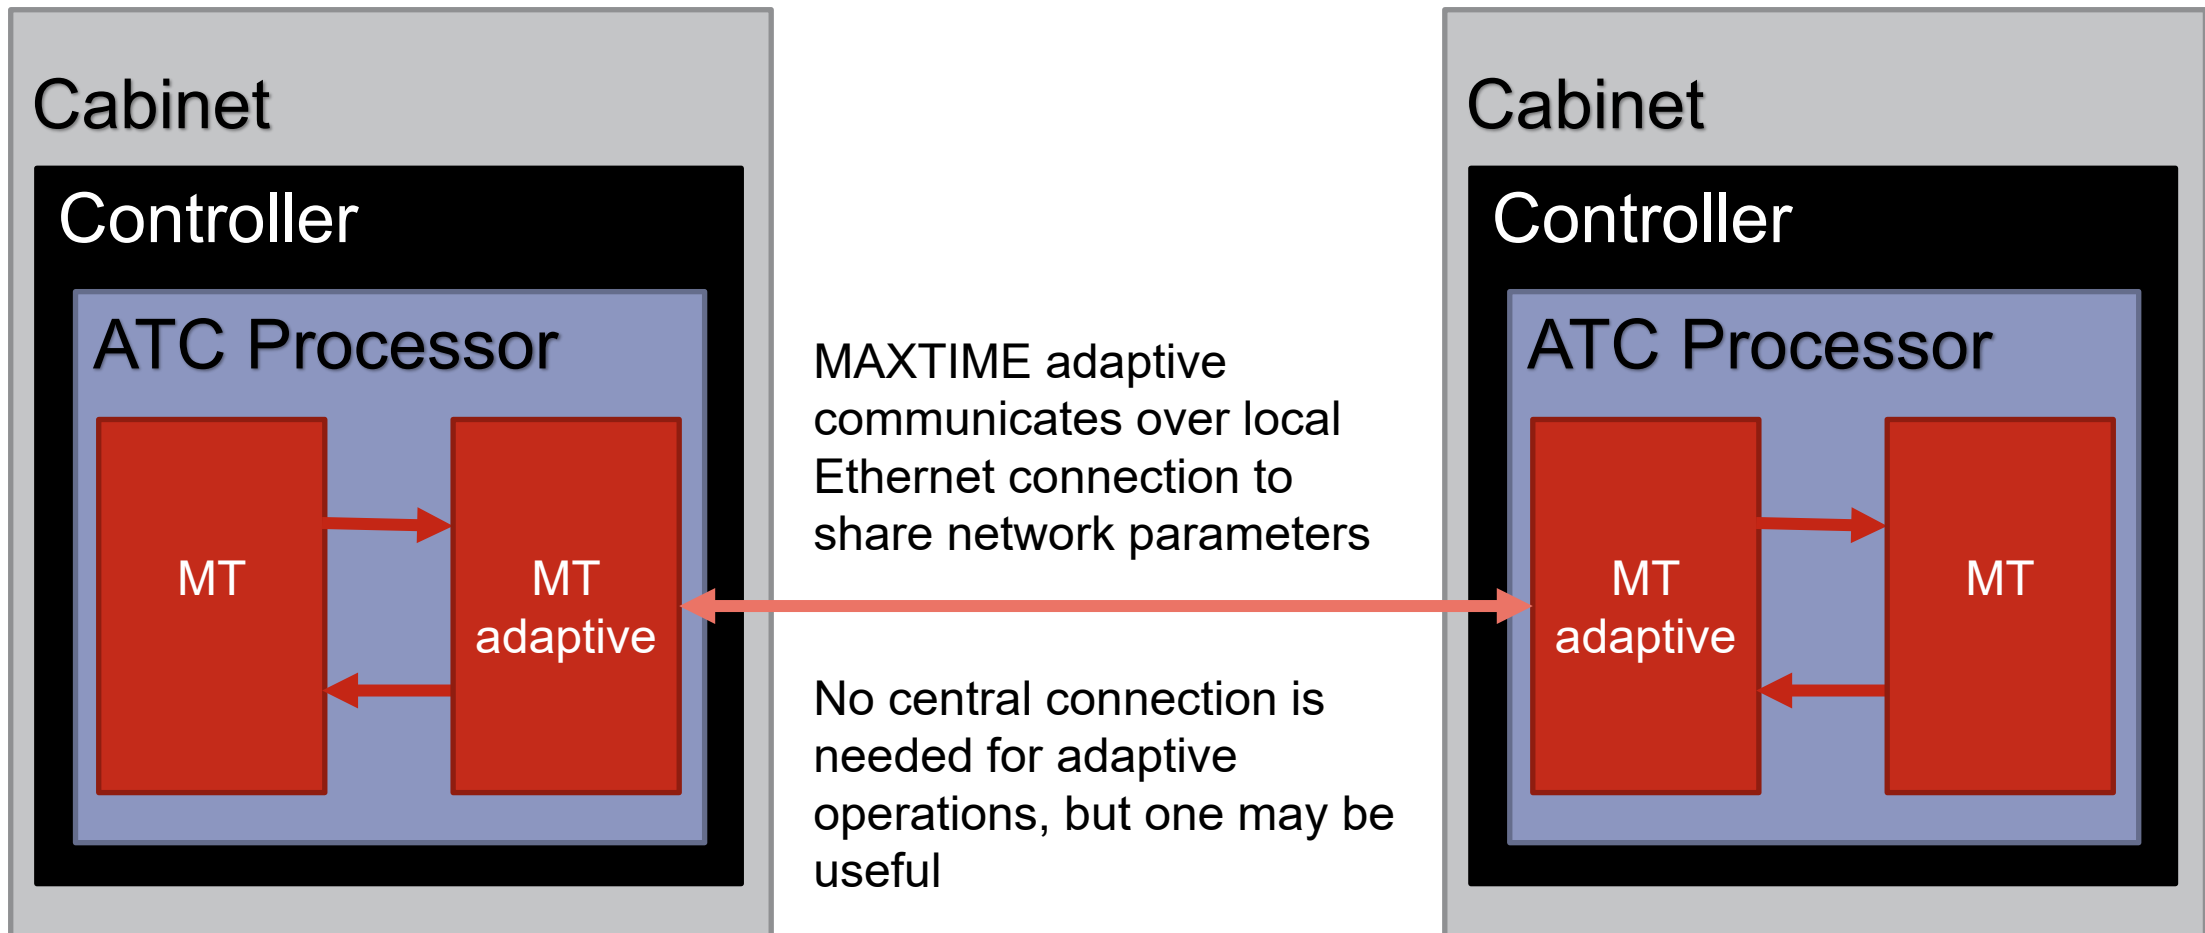 Cabinet
Controller
ATC Processor
MT
MT
adaptive
MAXTIME adaptive
communicates over local
Ethernet connection to
share network parameters
No central connection is
needed for adaptive
operations, but one may be
useful
Cabinet
Controller
ATC Processor
MT
adaptive
MT